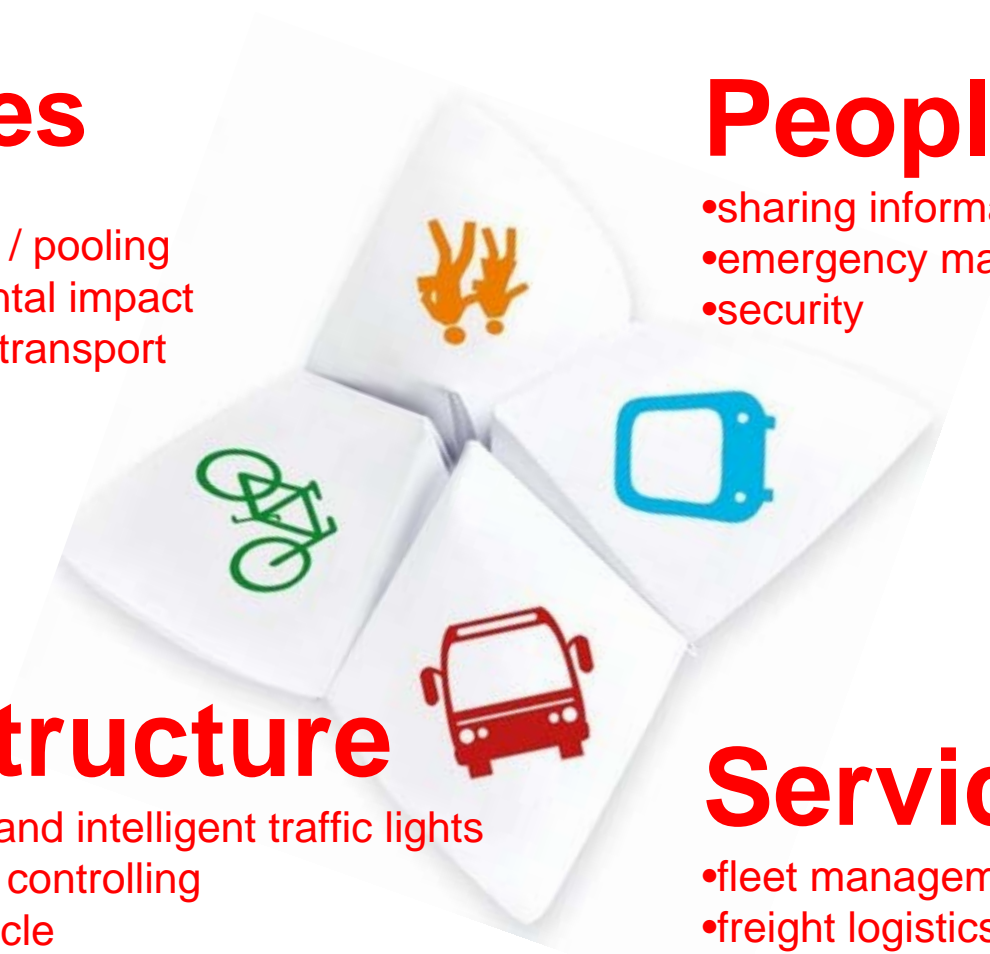 es
/ pooling
ntal impact
transport
Peopl
•sharing informa
•emergency ma
•security
tructure
and intelligent traffic lights
controlling
cle
Servic
•fleet managem
•freight logistics